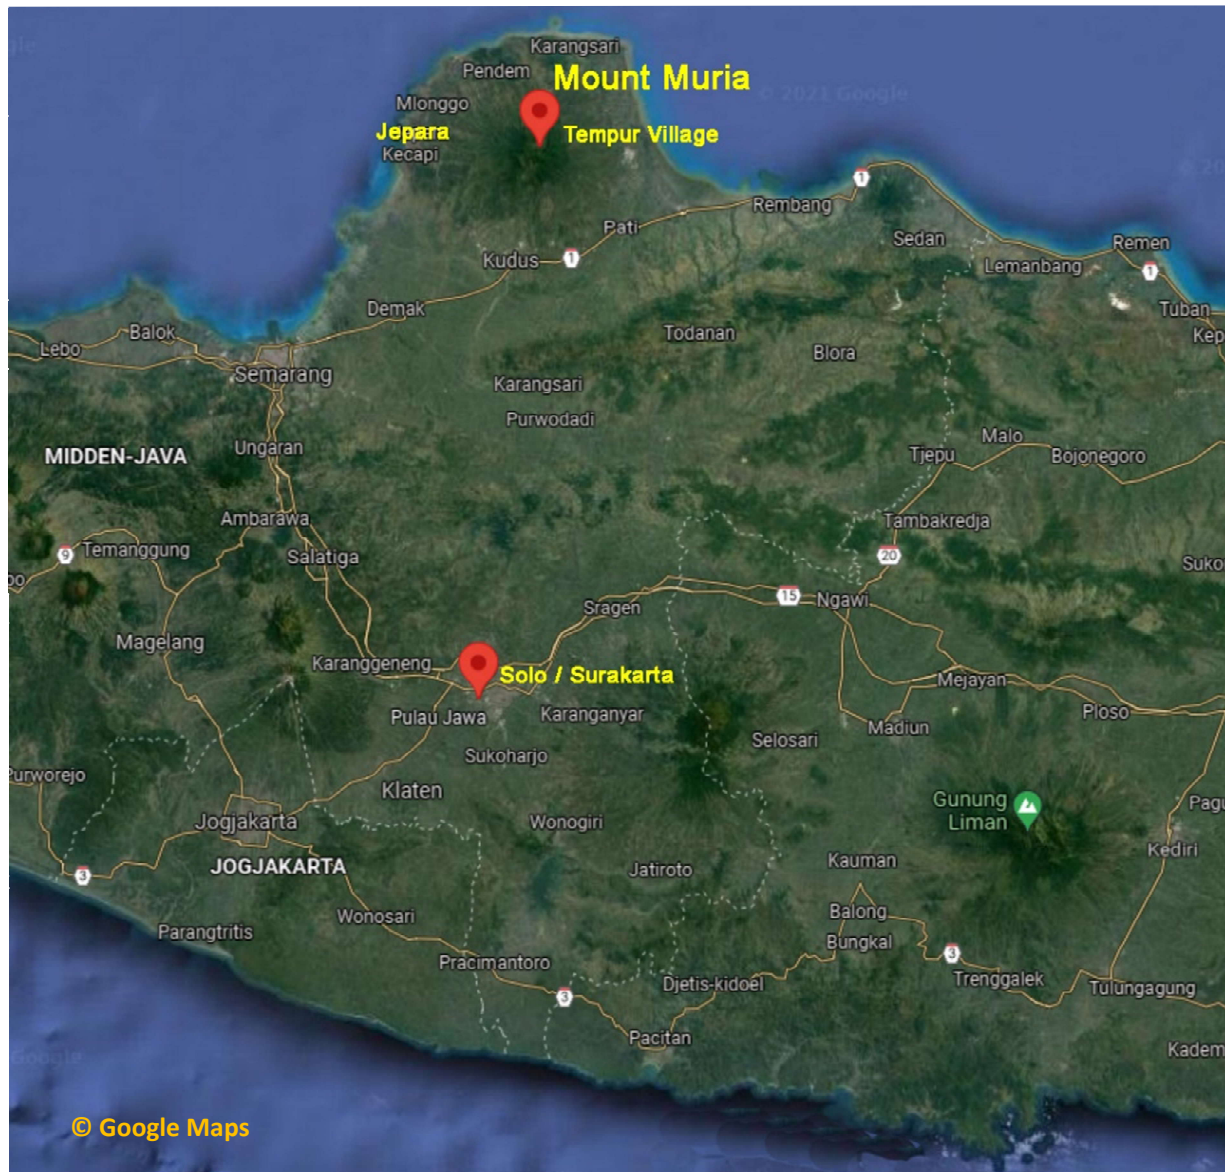 Karangsari
Pendem
Mount Muria
© 2021 Google
Mlonggo
Jepara
Tempur Village
Kecapi
1
Rembang
Pati
Sedan
Remen
Kudus
1
Lemanbang
1
Demak
Tuban
Balok
Todanan
Kep
Lebo
Blora
Semarang
Karangsari
Purwodadi
Ungaran
Malo
MIDDEN-JAVA
Tjepu
Bojonegoro
Ambarawa
Tambakredja
9
Temanggung
Salatiga
20
Suko
15
Sragen
Ngawi
Magelang
Karanggeneng
Solo / Surakarta
Mejayan
Pulau Jawa
Karanganyar
Ploso
Madiun
Selosari
Sukoharjo
Purworejo
Klaten
Gunung
Liman
Pagu
Jogjakarta
Wonogiri
Kediri
JOGJAKARTA
Kauman
Jatiroto
3
Wonosari
Balong
Parangtritis
Bungkal
3
Pracimantoro
Trenggalek
Djetis-kidoel
Tulungagung
3
Pacitan
Kadem
Google
© Google Maps